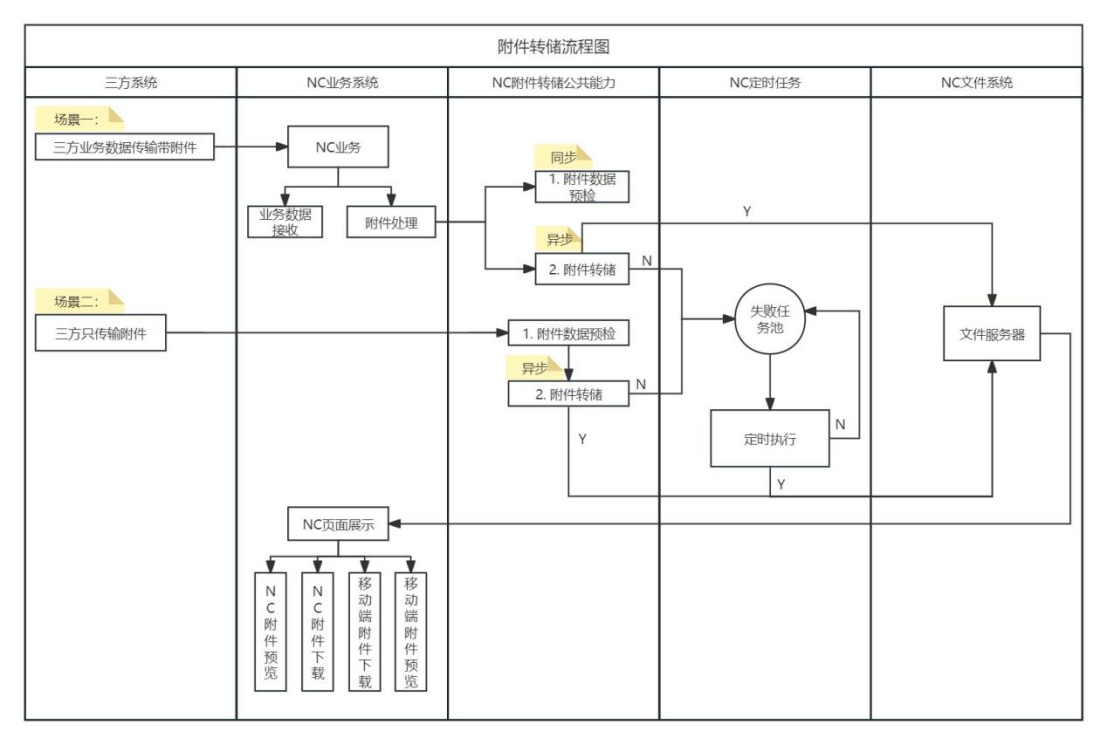 附件转储流程图
三方系统
NC业务系统
NC附件转储公共能力
NC定时任务
NC文件系统
场景一:
三方业务数据传输带附件
NC业务
业务数据
接收
附件处理
同步
1. 附件数据
预检
异步
2. 附件转储
N
Y
场景二:
三方只传输附件
1. 附件数据预检
异步
2. 附件转储
N
Y
失败任
务池
定时执行
N
Y
文件服务器
NC页面展示
NC附件预览
NC附件下载
移动端附件下载
移动端附件预览